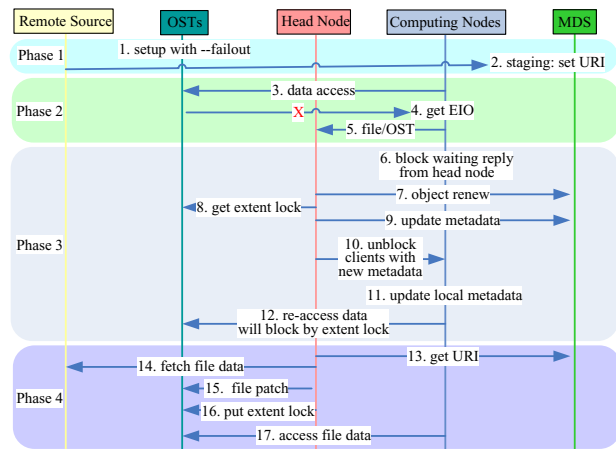 Remote Source
OSTs
Head Node
Computing Nodes
MDS
Phase 1
1. setup with --failout
2. staging: set URI
Phase 2
3. data access
X
4. get EIO
5. file/OST
Phase 3
6. block waiting reply
from head node
7. object renew
8. get extent lock
9. update metadata
10. unblock
clients with
new metadata
11. update local metadata
12. re-access data
will block by extent lock
Phase 4
13. get URI
14. fetch file data
15. file patch
16. put extent lock
17. access file data